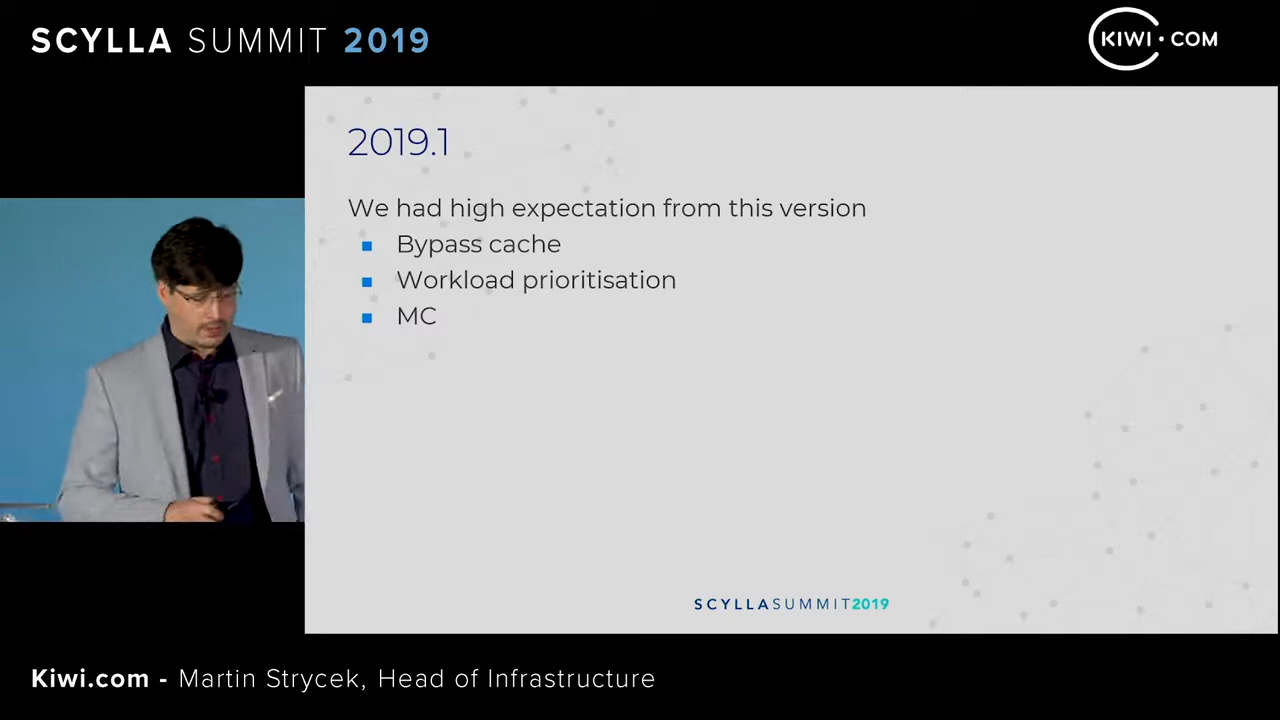 SCYLLA SUMMIT 2019
KIWI.COM
2019.1
We had high expectation from this version
Bypass cache
Workload prioritisation
MC
SCYLLASUMMIT2019
Kiwi.com - Martin Strycek, Head of Infrastructure